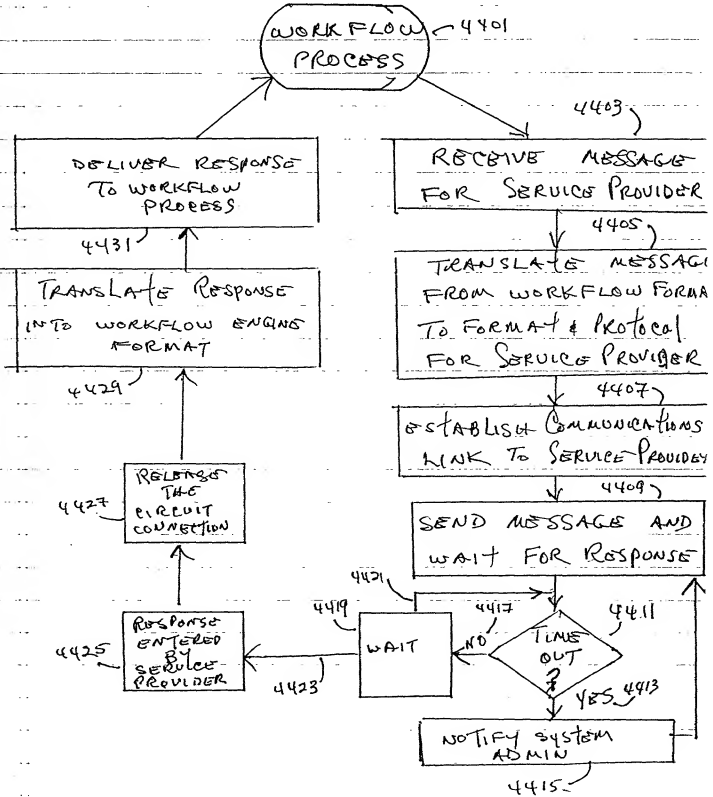 WORKFLOW
PROCESS
4401
4403
RECEIVE MESSAGE
FOR SERVICE PROVIDER
4405
TRANSLATE MESSAGE
FROM WORKFLOW FORMA
TO FORMAT & PROTOCAL
FOR SERVICE PROVIDER
4407
ESTABLISH COMMUNICATIONS
LINK TO SERVICE PROVIDER
4409
SEND MESSAGE AND
WAIT FOR RESPONSE
4411
TIME
OUT
?
YES 4413
NOTIFY SYSTEM
ADMIN
4415
4417
NO
4419
4421
WAIT
4423
4425
RESPONSE
ENTERED
BY
SERVICE
PROVIDER
4427
RELEASE
THE
CIRCUIT
CONNECTION
TRANSLATE RESPONSE
INTO WORKFLOW ENGINE
FORMAT
4429
DELIVER RESPONSE
TO WORKFLOW
PROCESS
4431